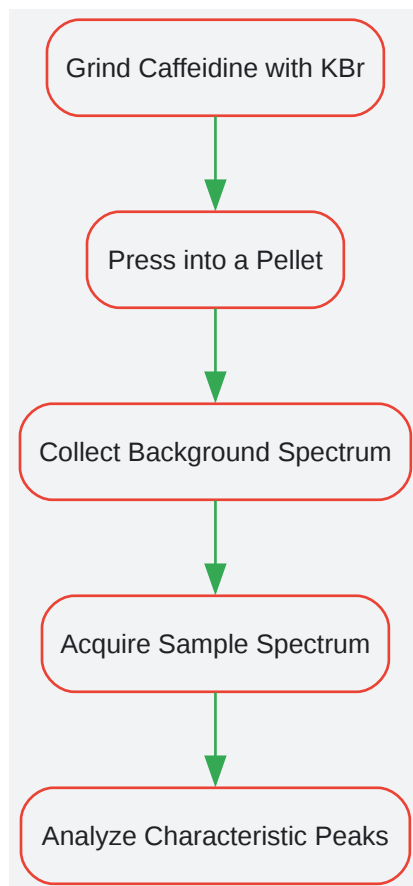 Grind Caffeidine with KBr
Press into a Pellet
Collect Background Spectrum
Acquire Sample Spectrum
Analyze Characteristic Peaks